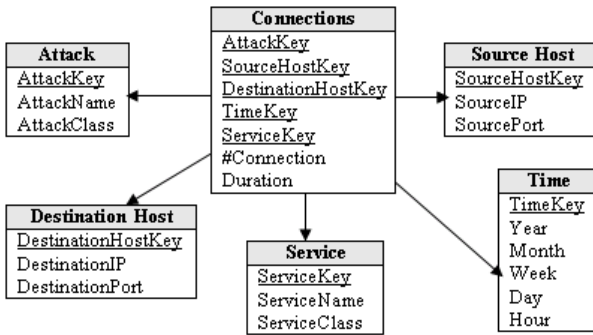 Connections
AttackKey
SourceHostKey
DestinationHostKey
TimeKey
ServiceKey
#Connection
Duration
Attack
AttackKey
AttackName
AttackClass
Source Host
SourceHostKey
SourceIP
SourcePort
Destination Host
DestinationHostKey
DestinationIP
DestinationPort
Service
ServiceKey
ServiceName
ServiceClass
Time
TimeKey
Year
Month
Week
Day
Hour